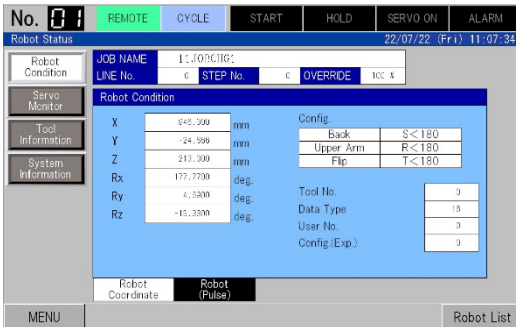 No. 01 REMOTE CYCLE START HOLD SERVO ON ALARM
Robot Status 22/07/22 (Fri) 11:07:34
Robot Condition
Servo Monitor
Tool Information
System Information
JOB NAME
LINE No. 0 STEP No. 0 OVERRIDE 100 %
Robot Condition
X mm
Y mm
Z 213.000 mm
Rx 177.7700 deg.
Ry deg.
Rz deg.
Config.
Back S<180
Upper Arm R<180
Flip T<180
Tool No. 0
Data Type
User No. 0
Config.(Exp.) 0
Robot Coordinate
Robot (Pulse)
MENU Robot List